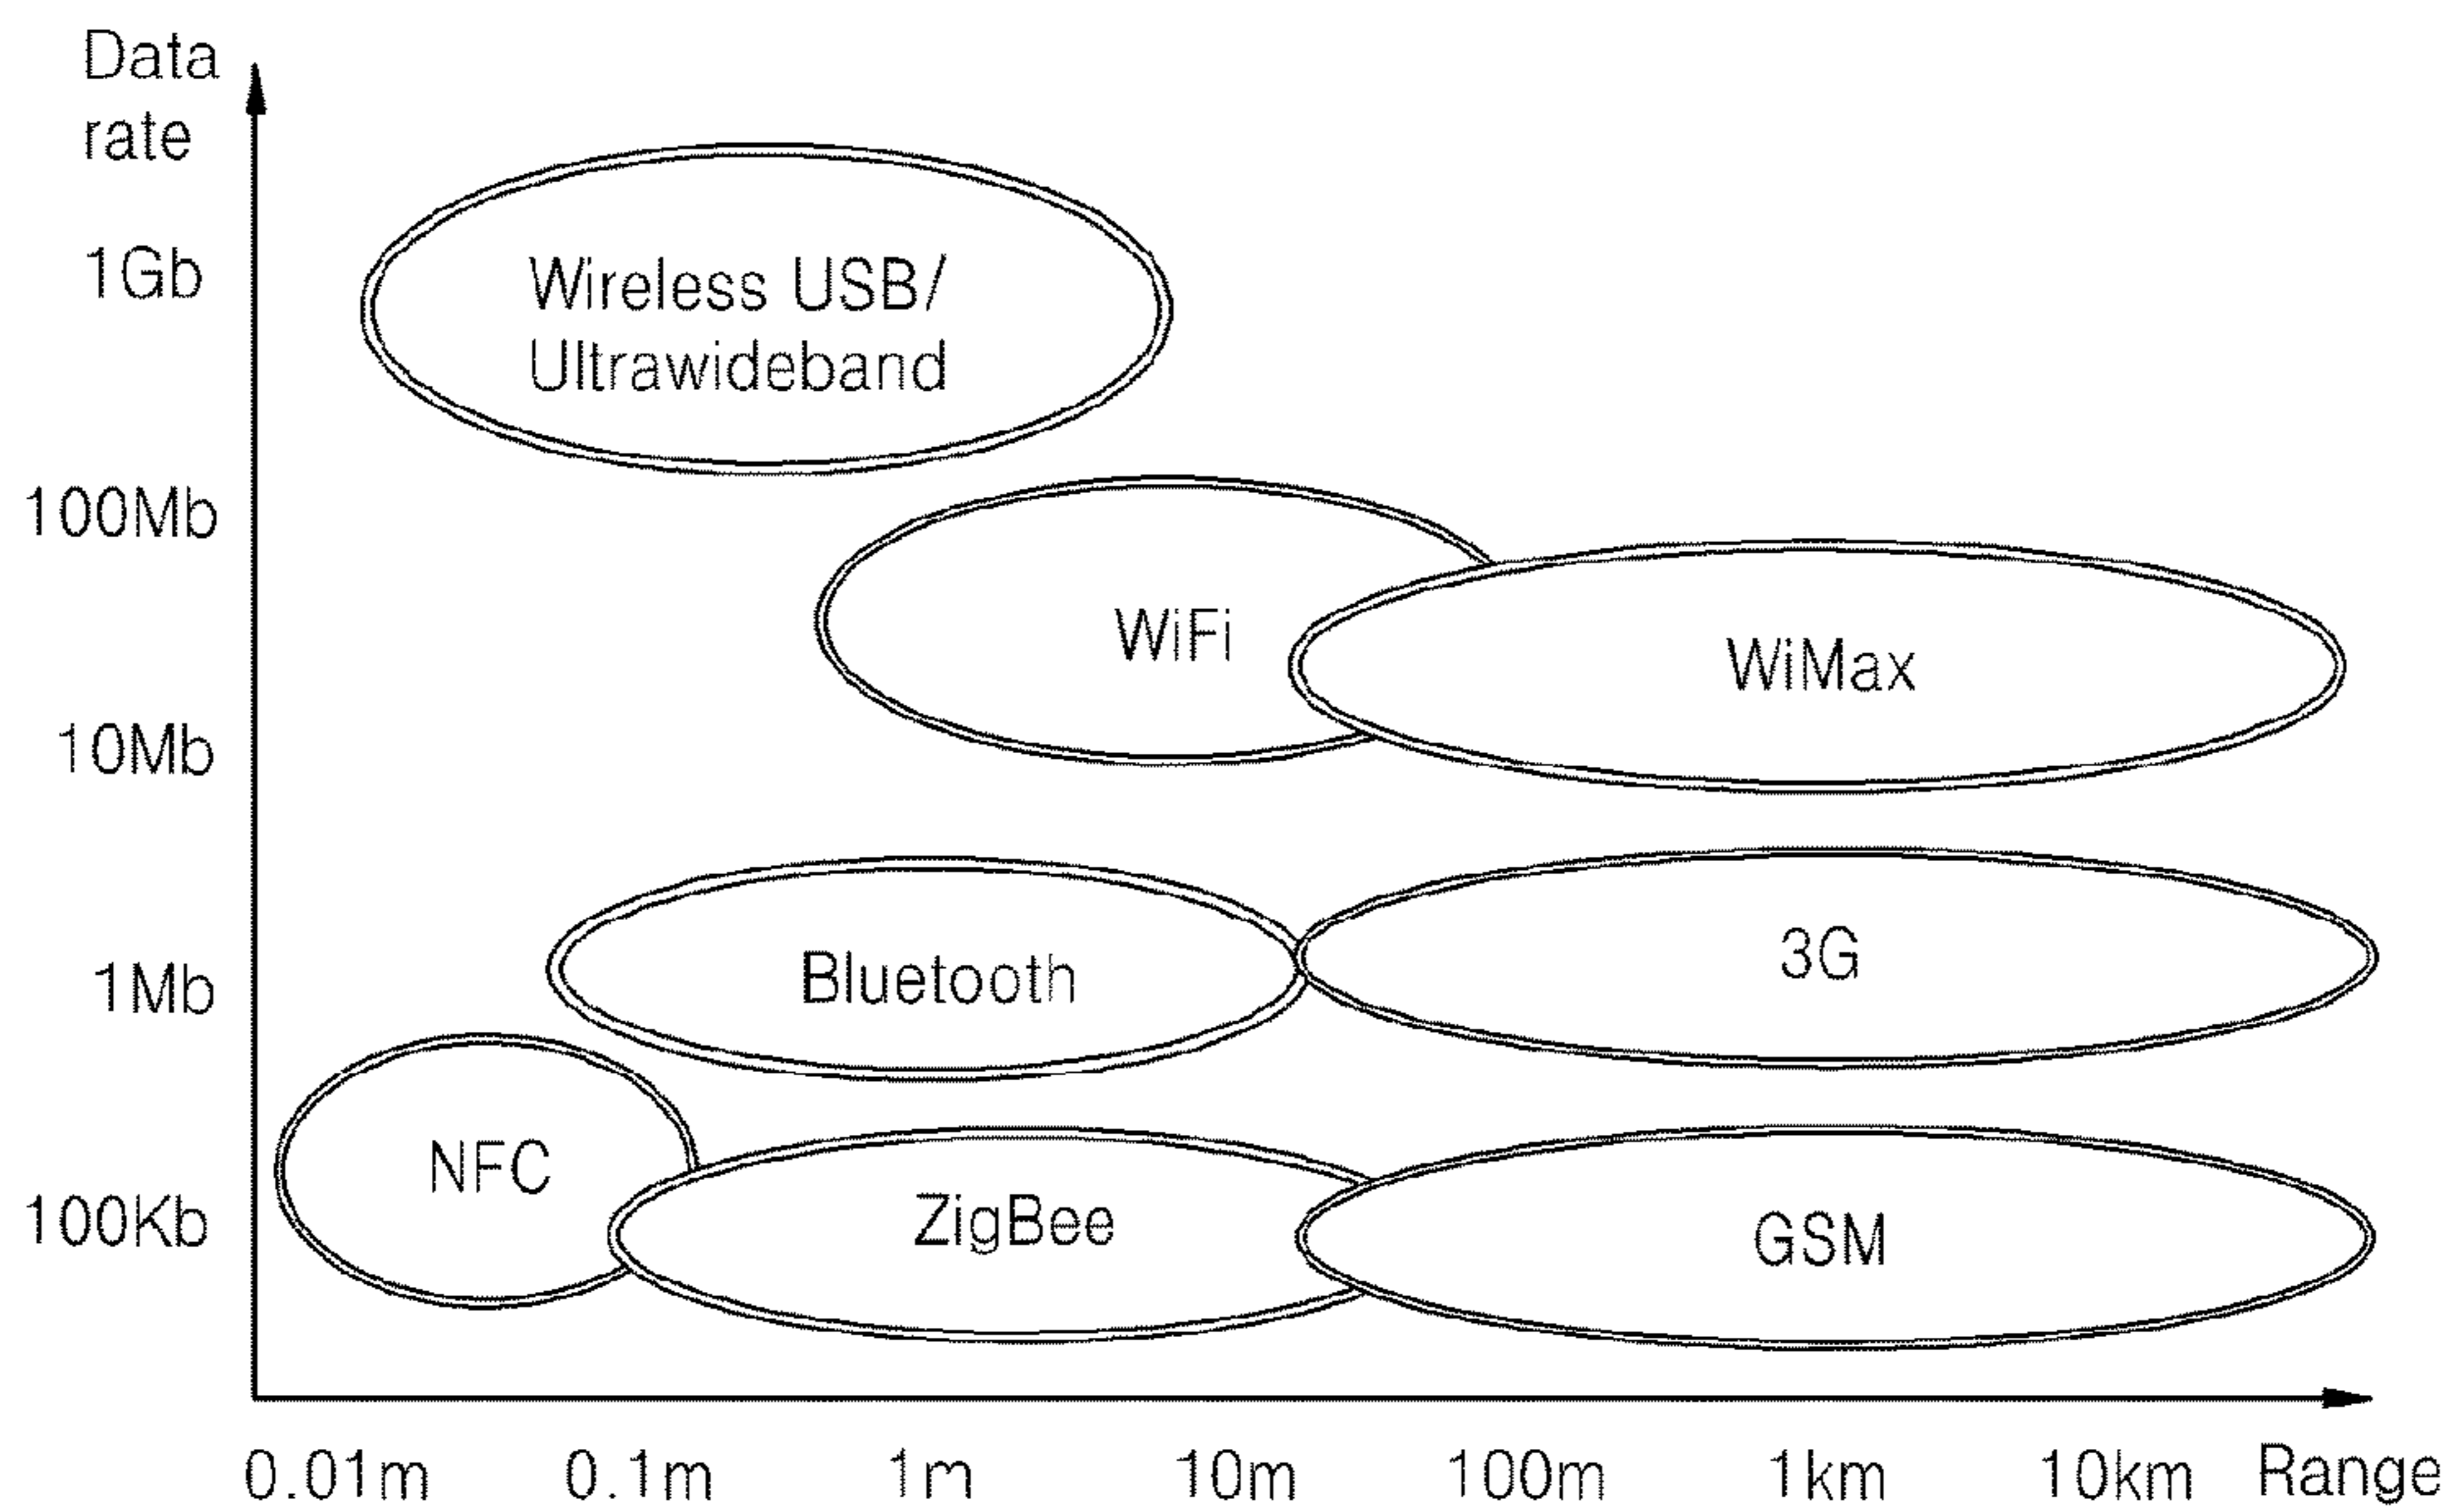 Data
rate
1Gb
Wireless USB/
Ultrawideband
100Mb
WiFi
WiMax
10Mb
Bluetooth
3G
1Mb
NFC
ZigBee
GSM
100Kb
0.01m 0.1m 1m 10m 100m 1km 10km Range